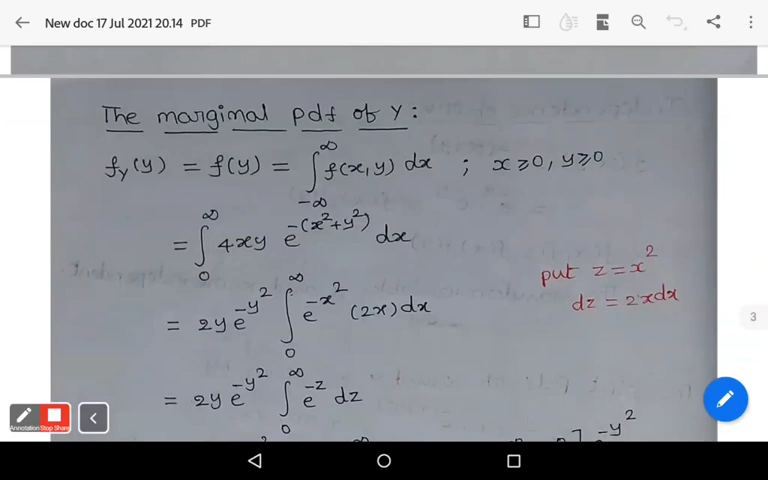 New doc 17 Jul 2021 20.14 PDF
The marginal pdf of Y :
f_Y(y) = f(y) = ∫_{-∞}^{∞} f(x,y) dx ; x ≥ 0, y ≥ 0
= ∫_0^∞ 4xy e^{-(x²+y²)} dx
put z = x²
dz = 2xdx
= 2y e^{-y²} ∫_0^∞ e^{-x²} (2x) dx
3
= 2y e^{-y²} ∫_0^∞ e^{-z} dz
Annotation Stop Share